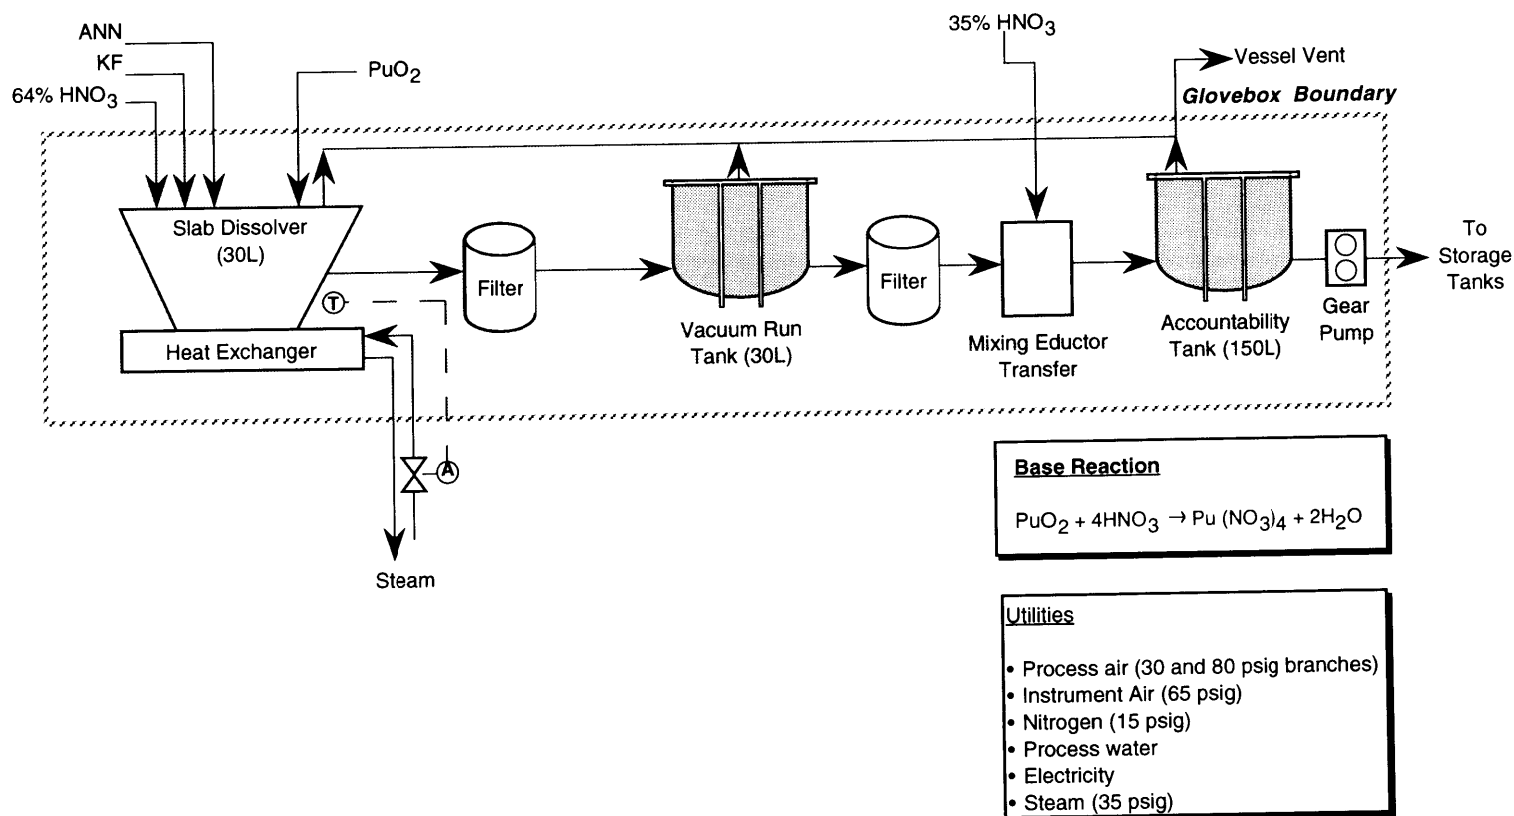 ANN
KF
64% HNO3
PuO2
35% HNO3
Vessel Vent
Glovebox Boundary
Slab Dissolver
(30L)
Heat Exchanger
T
A
Steam
Filter
Vacuum Run
Tank (30L)
Filter
Mixing Eductor
Transfer
Accountability
Tank (150L)
Gear
Pump
To
Storage
Tanks
Base Reaction
PuO2 + 4HNO3 → Pu (NO3)4 + 2H2O
Utilities
• Process air (30 and 80 psig branches)
• Instrument Air (65 psig)
• Nitrogen (15 psig)
• Process water
• Electricity
• Steam (35 psig)